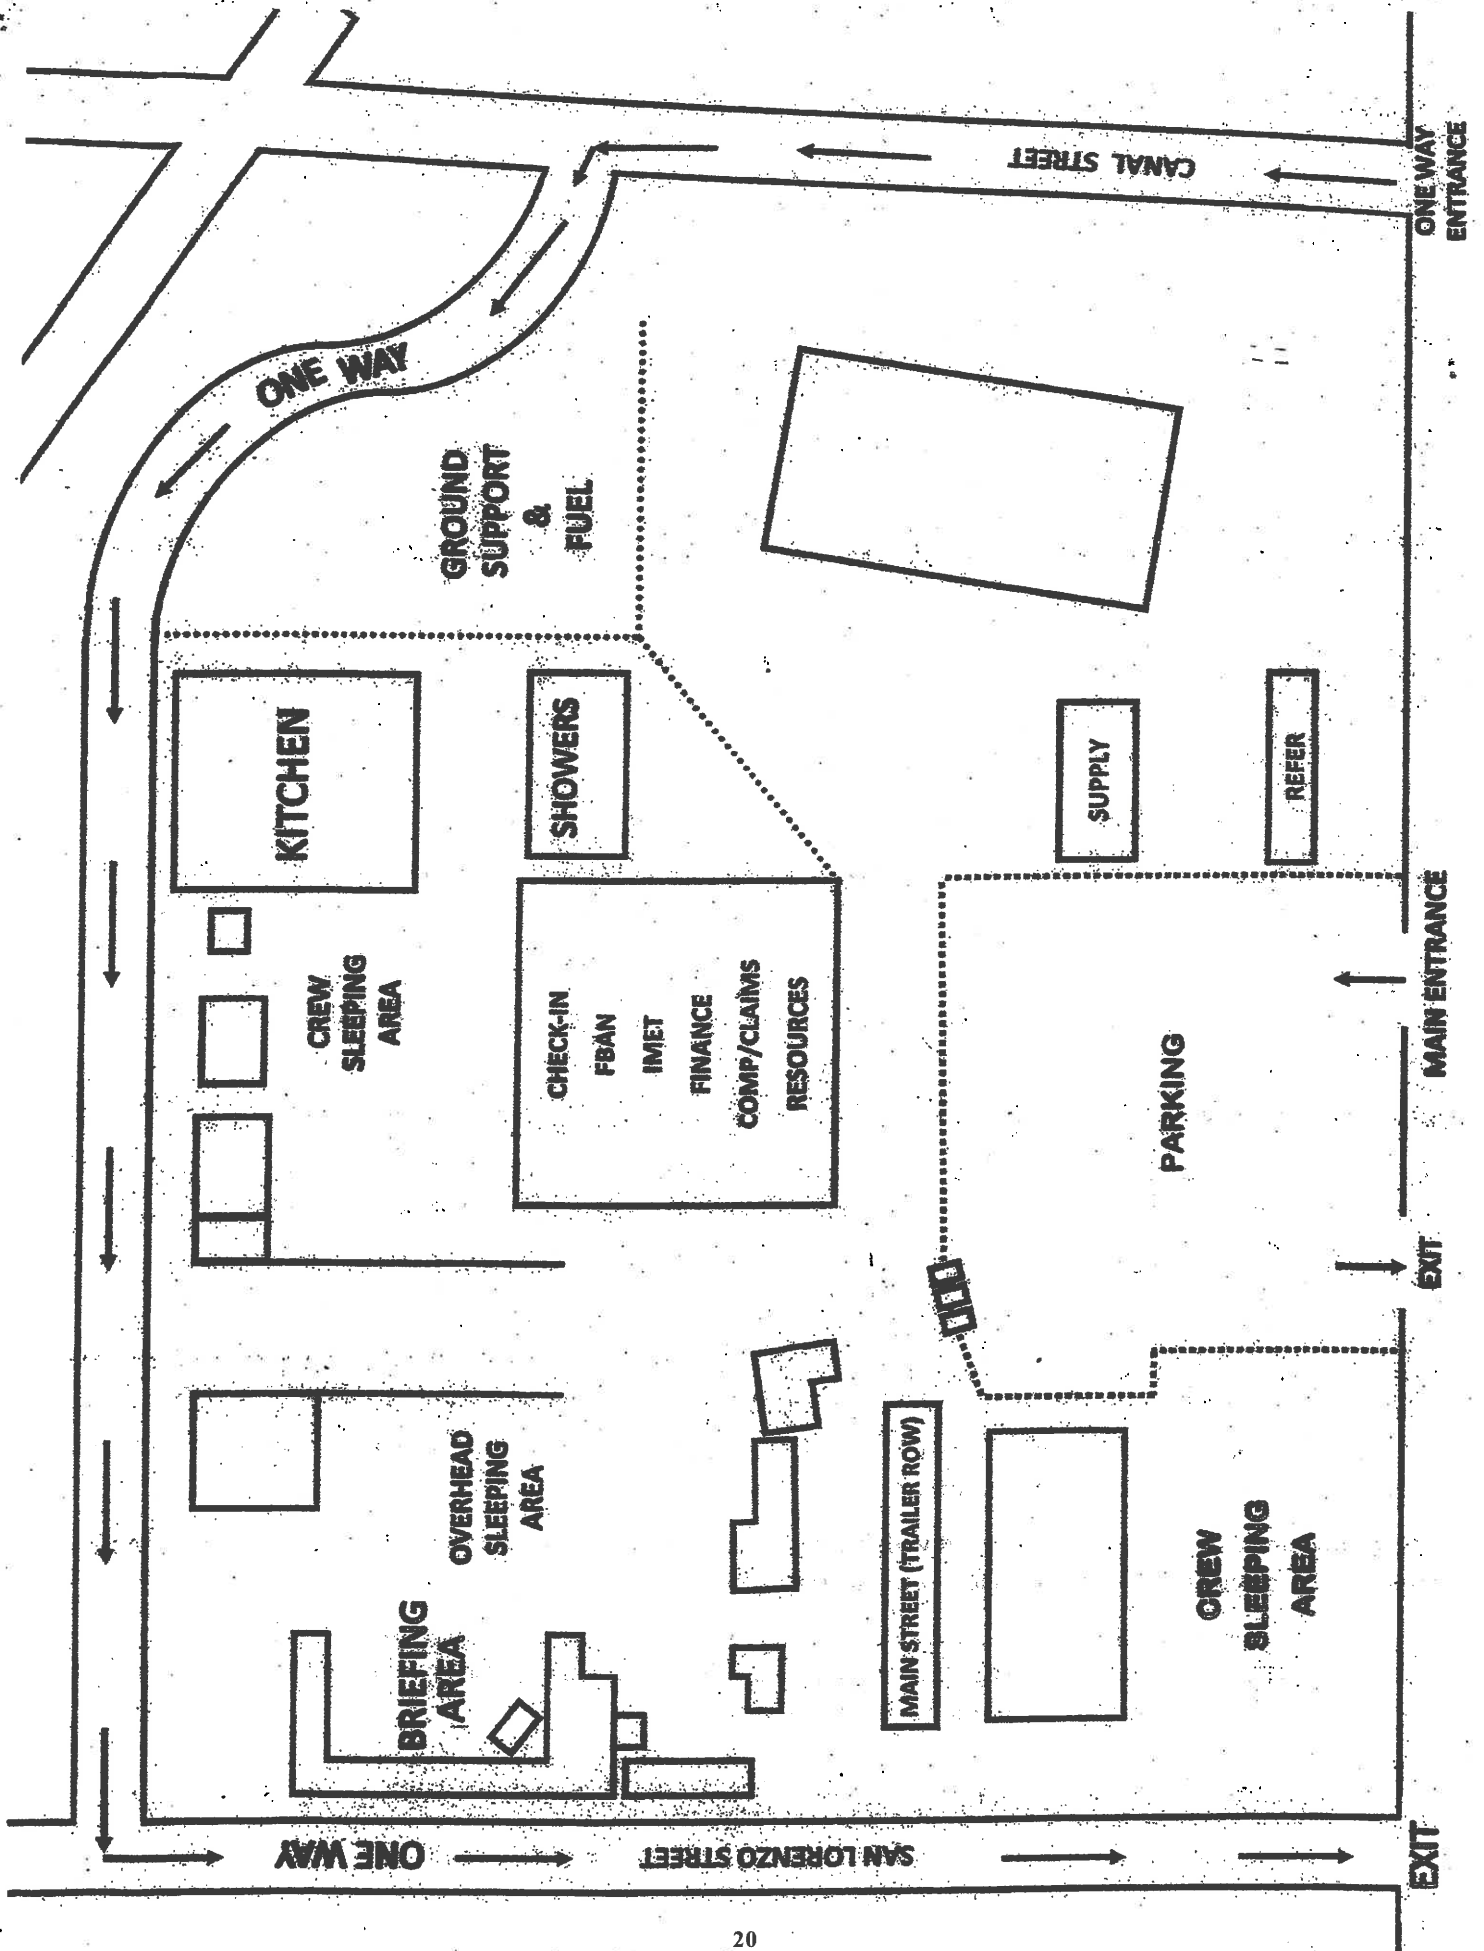 ONE WAY
ENTRANCE
CANAL STREET
ONE WAY
GROUND
SUPPORT
&
FUEL
KITCHEN
SHOWERS
SUPPLY
REFER
CREW
SLEEPING
AREA
CHECK-IN
FBAN
IMET
FINANCE
COMP/CLAIMS
RESOURCES
PARKING
MAIN ENTRANCE
EXIT
OVERHEAD
SLEEPING
AREA
BRIEFING
AREA
MAIN STREET (TRAILER ROW)
CREW
SLEEPING
AREA
ONE WAY
SAN LORENZO STREET
EXIT
20